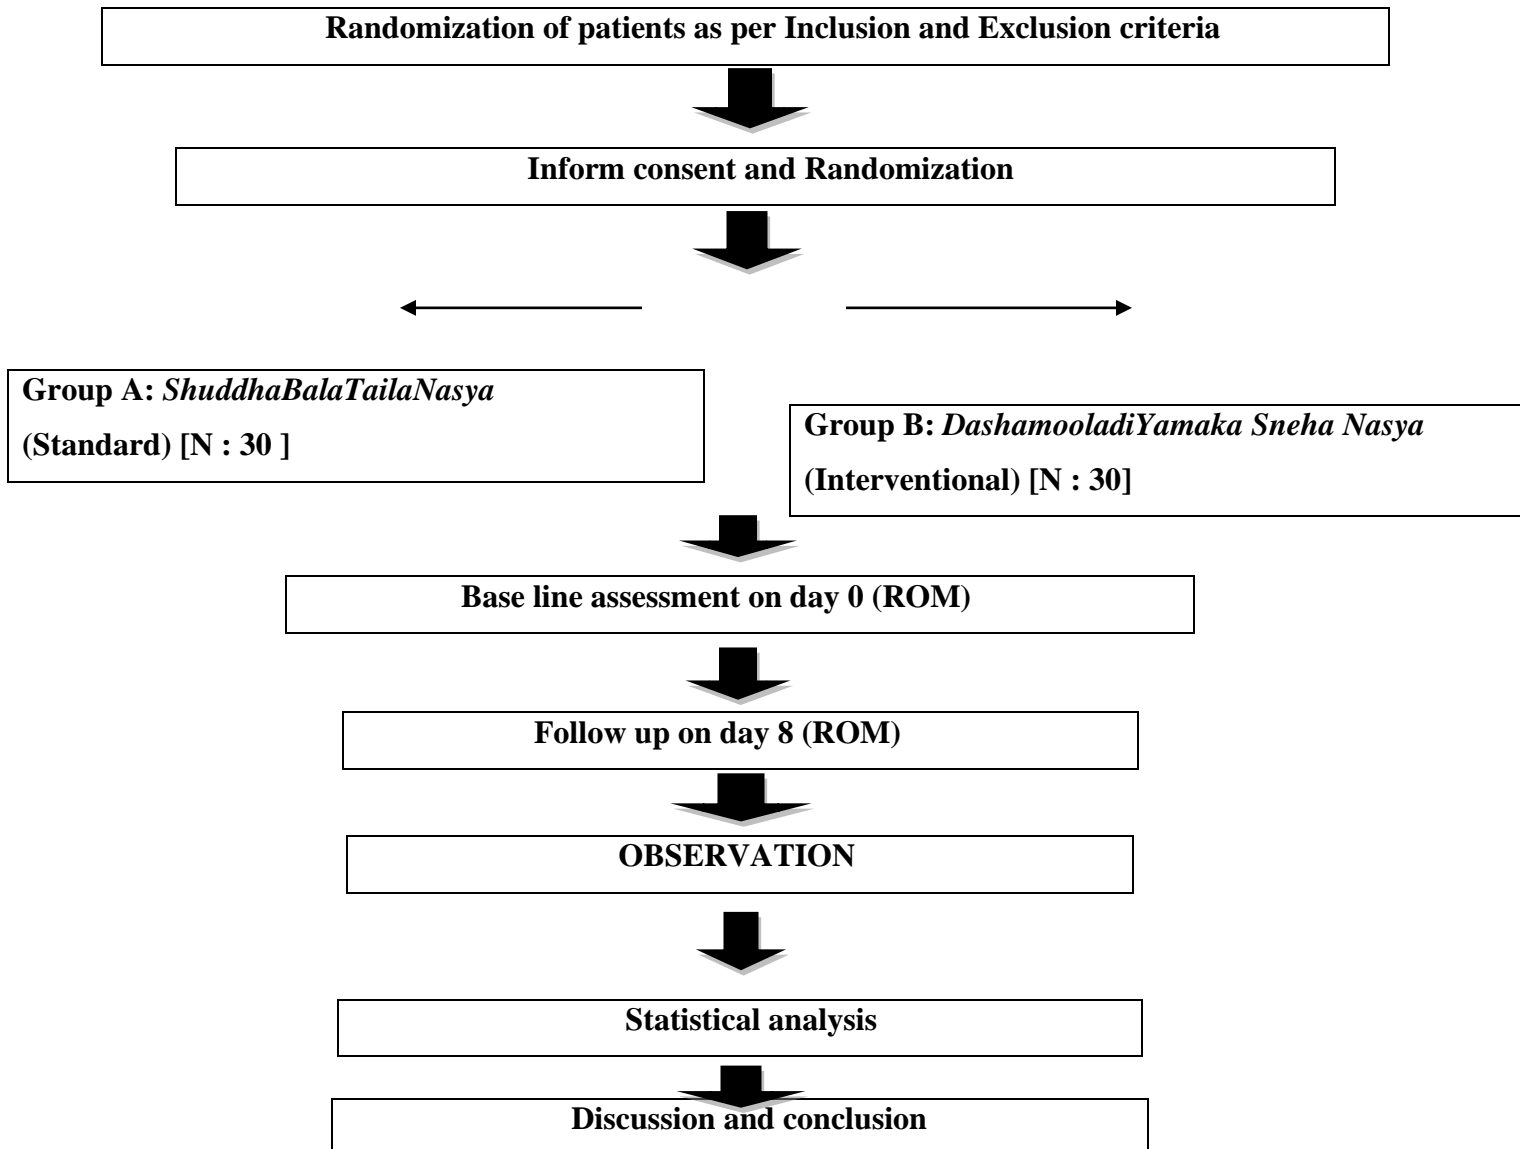 Randomization of patients as per Inclusion and Exclusion criteria
Inform consent and Randomization
Group A: ShuddhaBalaTailaNasya
(Standard) [N : 30 ]
Group B: DashamooladiYamaka Sneha Nasya
(Interventional) [N : 30]
Base line assessment on day 0 (ROM)
Follow up on day 8 (ROM)
OBSERVATION
Statistical analysis
Discussion and conclusion